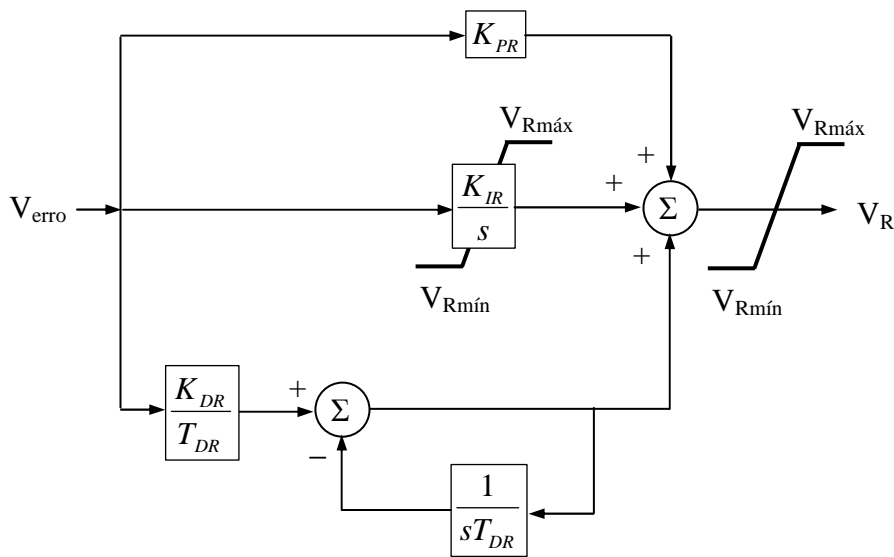 K_PR
V_Rmáx
V_Rmáx
+
V_erro
K_IR
s
+
Σ
V_R
+
V_Rmín
V_Rmín
K_DR
T_DR
+
Σ
−
1
sT_DR